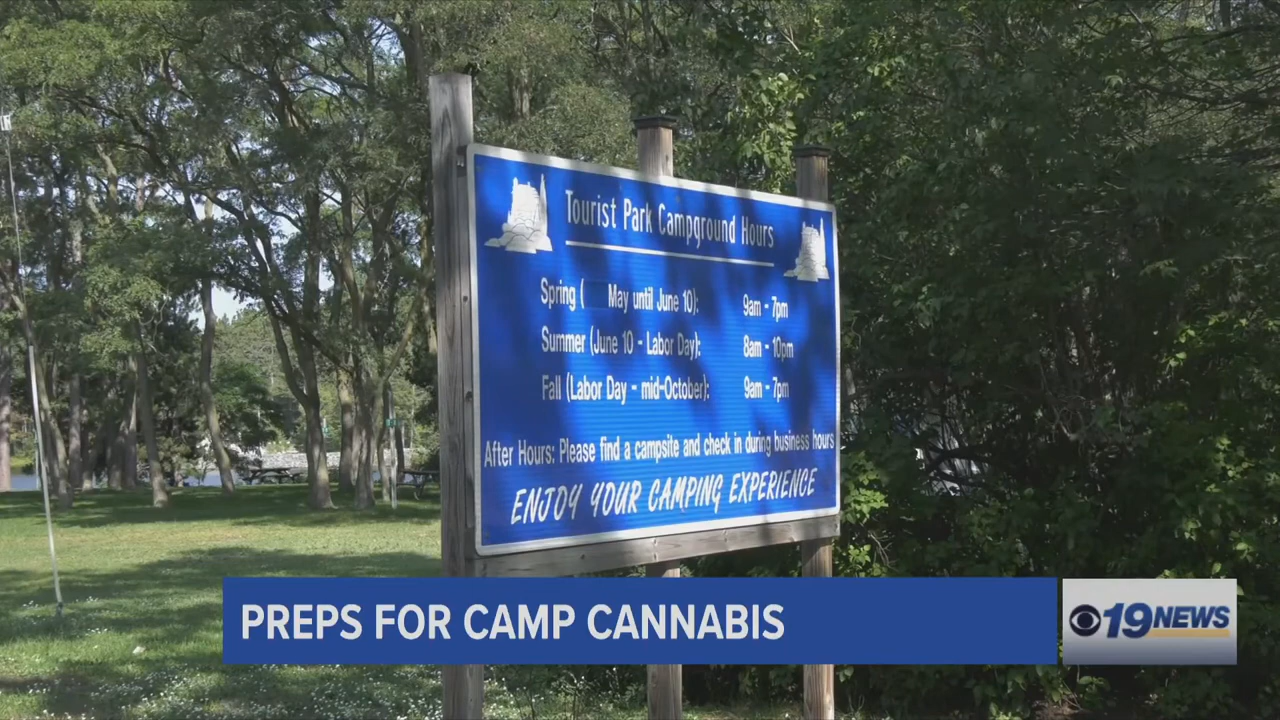 Tourist Park Campground Hours
Spring ( May until June 10): 9am - 7pm
Summer (June 10 - Labor Day): 8am - 10pm
Fall (Labor Day - mid-October): 9am - 7pm
After Hours: Please find a campsite and check in during business hours
ENJOY YOUR CAMPING EXPERIENCE
PREPS FOR CAMP CANNABIS
19 NEWS